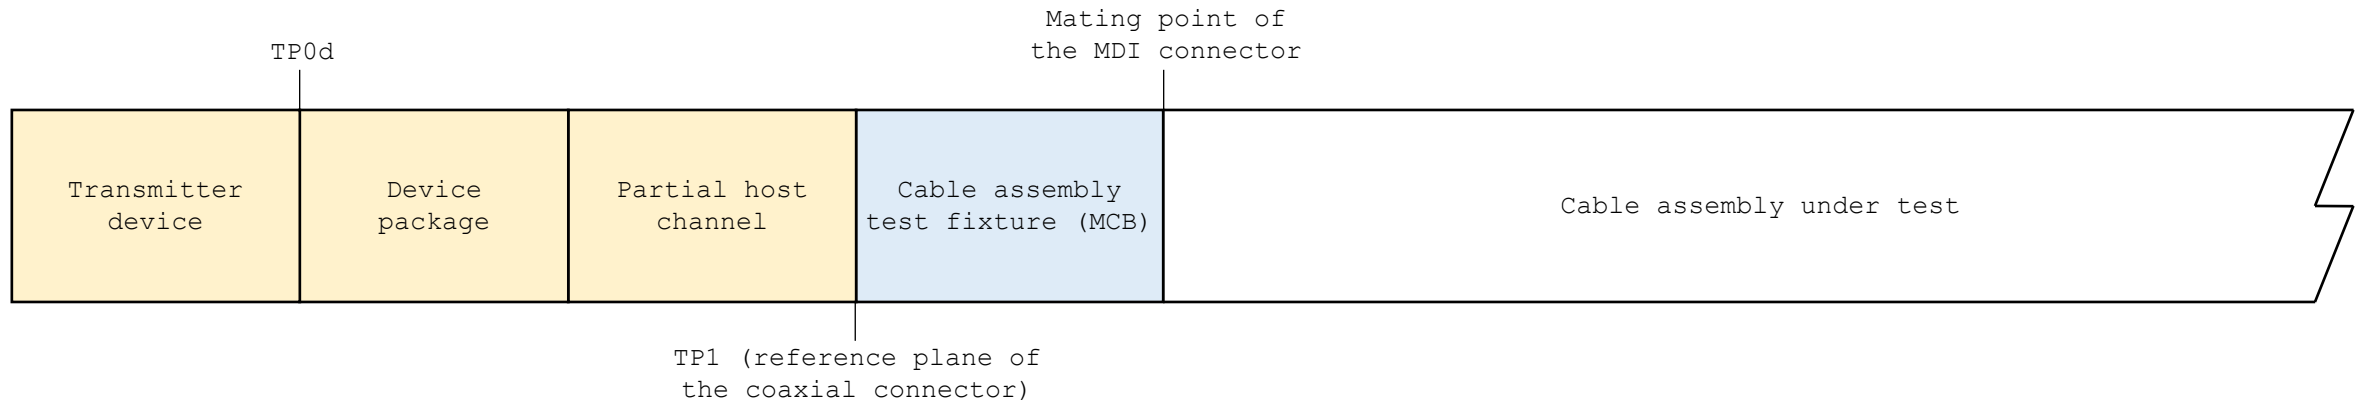 Mating point of
the MDI connector
TP0d
Transmitter
device
Device
package
Partial host
channel
Cable assembly
test fixture (MCB)
Cable assembly under test
TP1 (reference plane of
the coaxial connector)